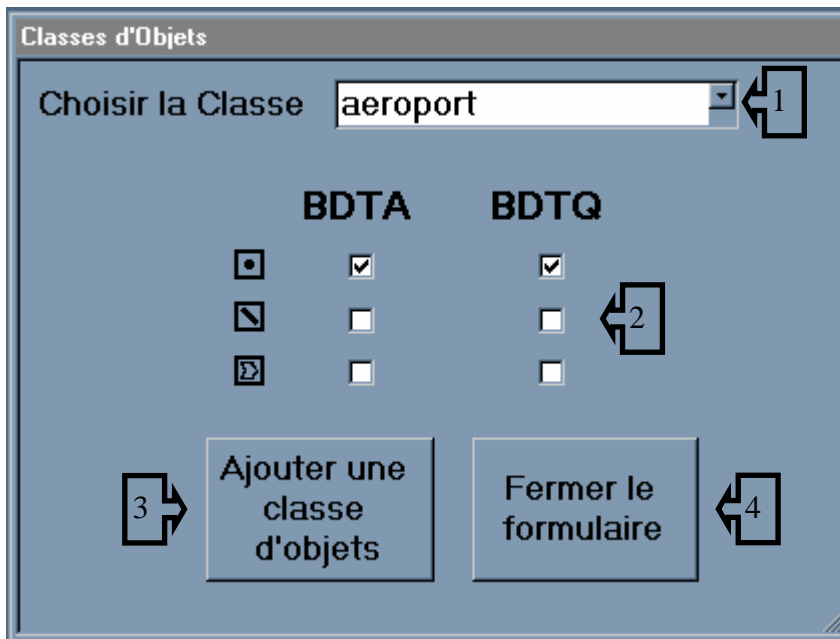 Classes d'Objets
Choisir la Classe aeroport 1
BDTA BDTQ
2
Ajouter une
classe
d'objets
3
Fermer le
formulaire
4